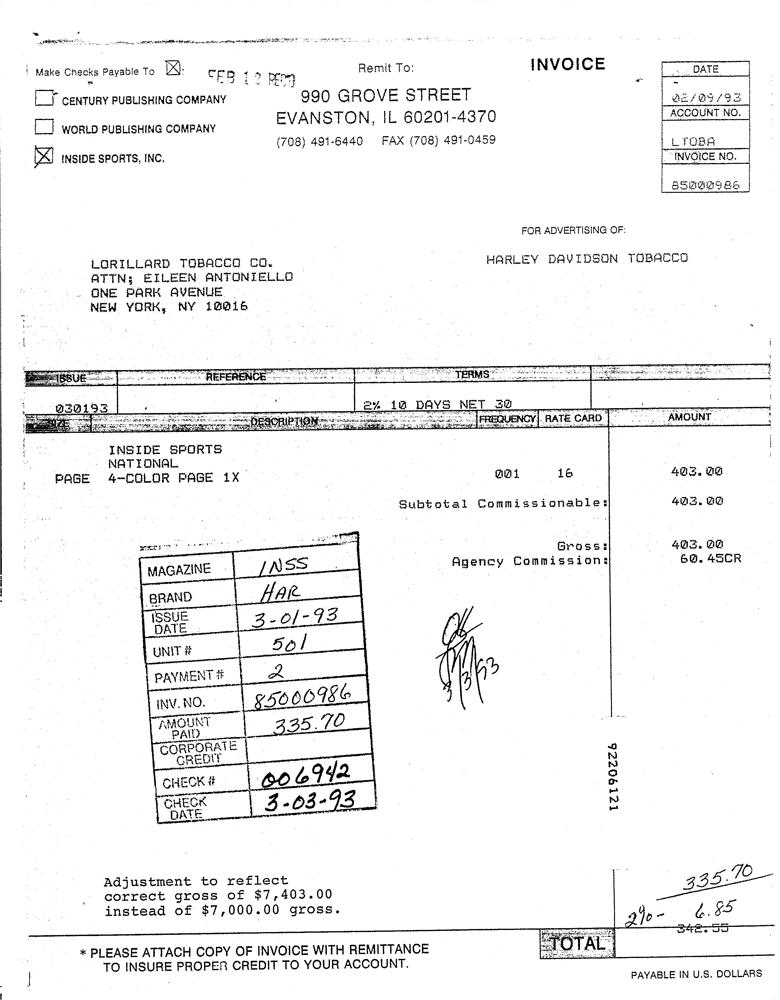 Make Checks Payable To ☒:
FEB 12 REC'D
Remit To:
INVOICE
DATE
02/09/93
☐ CENTURY PUBLISHING COMPANY
990 GROVE STREET
ACCOUNT NO.
☐ WORLD PUBLISHING COMPANY
EVANSTON, IL 60201-4370
LTOBA
(708) 491-6440 FAX (708) 491-0459
☒ INSIDE SPORTS, INC.
INVOICE NO.
85000986
FOR ADVERTISING OF:
HARLEY DAVIDSON TOBACCO
LORILLARD TOBACCO CO.
ATTN; EILEEN ANTONIELLO
ONE PARK AVENUE
NEW YORK, NY 10016
ISSUE REFERENCE TERMS
030193 2% 10 DAYS NET 30
SIZE DESCRIPTION FREQUENCY RATE CARD AMOUNT
INSIDE SPORTS
NATIONAL
PAGE 4-COLOR PAGE 1X 001 16 403.00
Subtotal Commissionable: 403.00
Gross: 403.00
Agency Commission: 60.45CR
MAGAZINE INSS
BRAND HAR
ISSUE DATE 3-01-93
UNIT # 501
PAYMENT # 2
INV. NO. 85000986
AMOUNT PAID 335.70
CORPORATE CREDIT
CHECK # 006942
CHECK DATE 3-03-93
3/3/93
92206121
Adjustment to reflect
correct gross of $7,403.00
instead of $7,000.00 gross.
335.70
2% - 6.85
342.55
TOTAL
* PLEASE ATTACH COPY OF INVOICE WITH REMITTANCE
TO INSURE PROPER CREDIT TO YOUR ACCOUNT.
PAYABLE IN U.S. DOLLARS